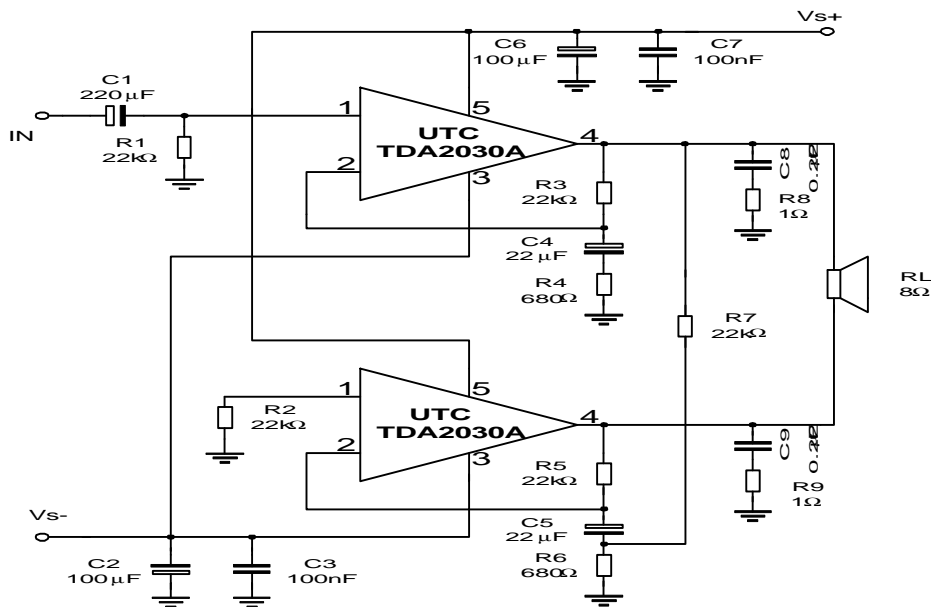 Vs+
C6
100μF
C7
100nF
C1
220μF
IN
R1
22kΩ
1
5
UTC
TDA2030A
4
2
3
R3
22kΩ
C8
C4
22μF
R8
1Ω
R4
680Ω
RL
8Ω
R7
22kΩ
1
5
R2
22kΩ
UTC
TDA2030A
4
2
3
C9
R5
22kΩ
R9
1Ω
Vs-
C5
22μF
R6
680Ω
C2
100μF
C3
100nF